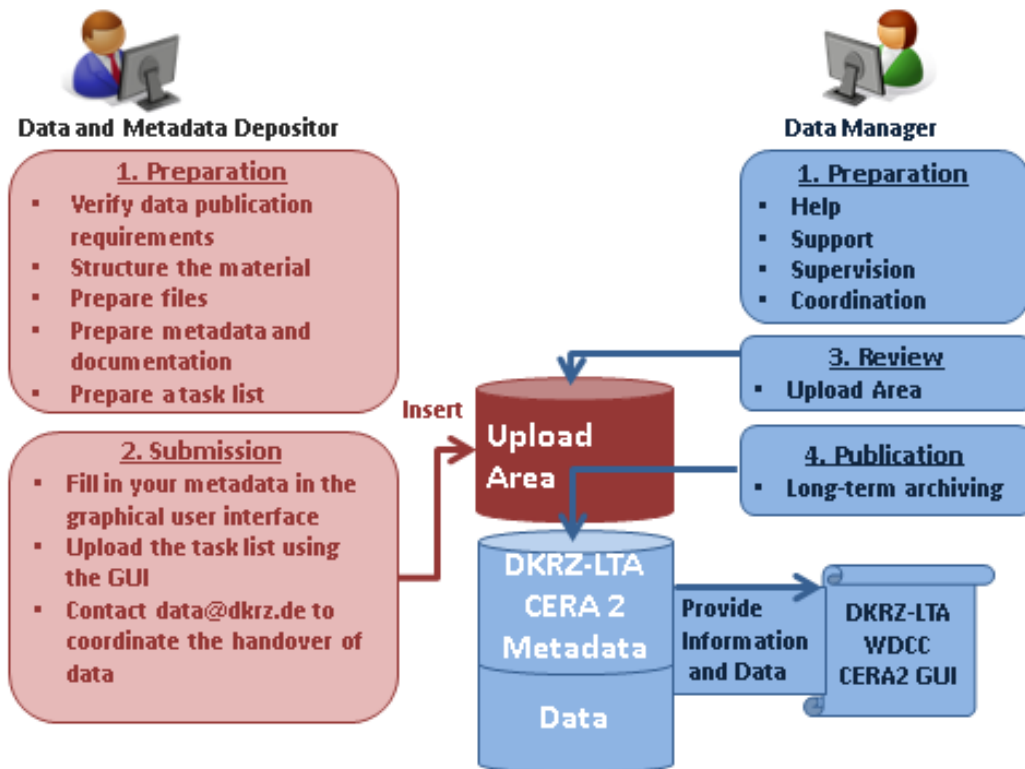 Data and Metadata Depositor
1. Preparation
▪ Verify data publication
requirements
▪ Structure the material
▪ Prepare files
▪ Prepare metadata and
documentation
▪ Prepare a task list
2. Submission
▪ Fill in your metadata in the
graphical user interface
▪ Upload the task list using
the GUI
▪ Contact data@dkrz.de to
coordinate the handover of
data
Insert
Upload
Area
DKRZ-LTA
CERA 2
Metadata
Data
Data Manager
1. Preparation
▪ Help
▪ Support
▪ Supervision
▪ Coordination
3. Review
▪ Upload Area
4. Publication
▪ Long-term archiving
Provide
Information
and Data
DKRZ-LTA
WDCC
CERA2 GUI